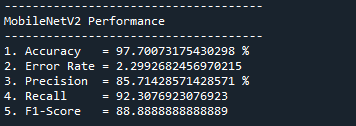 -------------------------------------
MobileNetV2 Performance
-------------------------------------
1. Accuracy   = 97.70073175430298 %
2. Error Rate = 2.2992682456970215
3. Precision  = 85.71428571428571 %
4. Recall     = 92.3076923076923
5. F1-Score   = 88.8888888888889